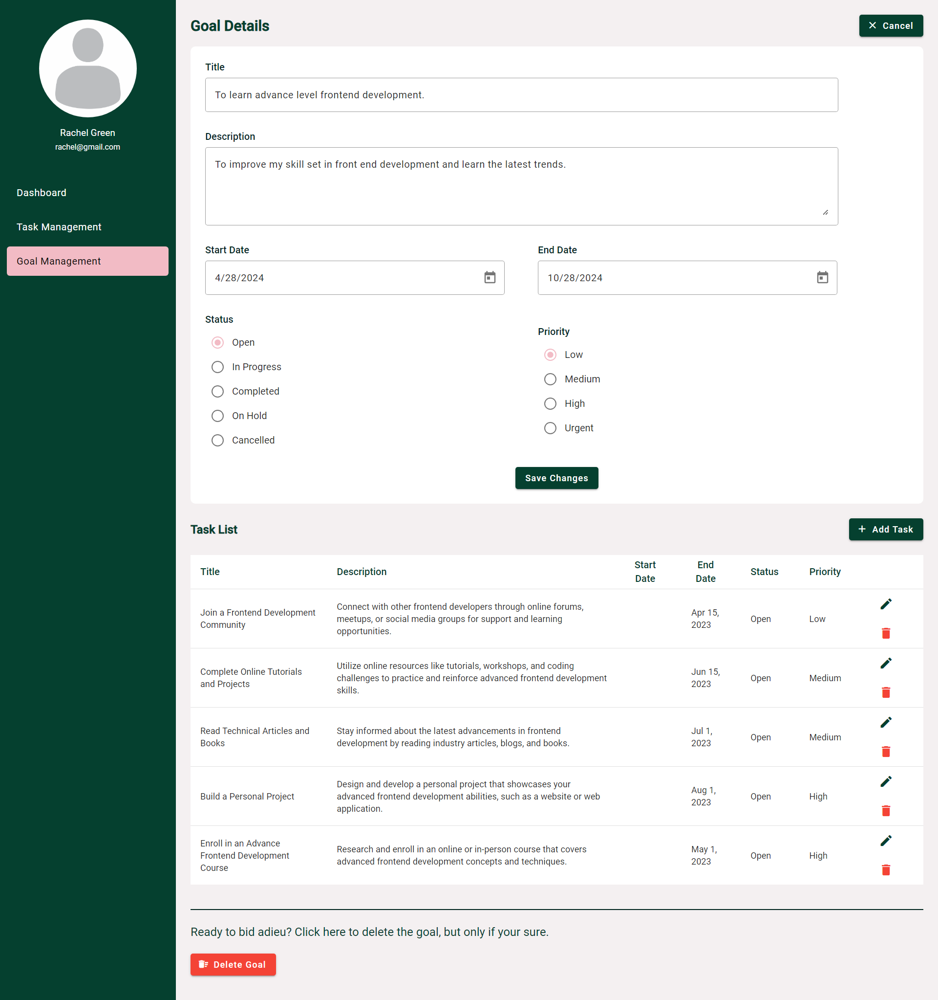 Rachel Green
rachel@gmail.com
Dashboard
Task Management
Goal Management
Goal Details
Cancel
Title
To learn advance level frontend development.
Description
To improve my skill set in front end development and learn the latest trends.
Start Date
4/28/2024
End Date
10/28/2024
Status
Open
In Progress
Completed
On Hold
Cancelled
Priority
Low
Medium
High
Urgent
Save Changes
Task List
Add Task
Title
Description
Start
Date
End
Date
Status
Priority
Join a Frontend Development
Community
Connect with other frontend developers through online forums,
meetups, or social media groups for support and learning
opportunities.
Apr 15,
2023
Open
Low
Complete Online Tutorials
and Projects
Utilize online resources like tutorials, workshops, and coding
challenges to practice and reinforce advanced frontend development
skills.
Jun 15,
2023
Open
Medium
Read Technical Articles and
Books
Stay informed about the latest advancements in frontend
development by reading industry articles, blogs, and books.
Jul 1,
2023
Open
Medium
Build a Personal Project
Design and develop a personal project that showcases your
advanced frontend development abilities, such as a website or web
application.
Aug 1,
2023
Open
High
Enroll in an Advance
Frontend Development
Course
Research and enroll in an online or in-person course that covers
advanced frontend development concepts and techniques.
May 1,
2023
Open
High
Ready to bid adieu? Click here to delete the goal, but only if your sure.
Delete Goal